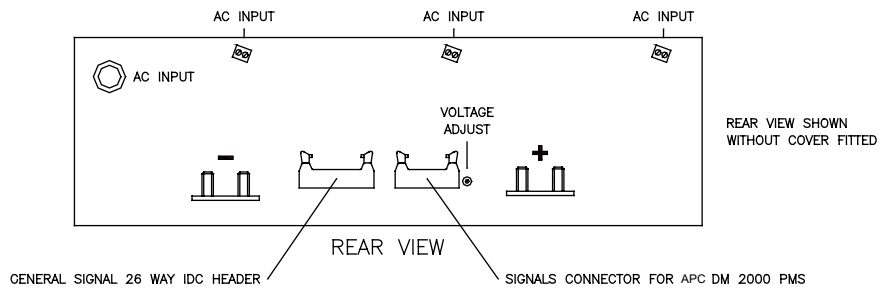 AC INPUT
AC INPUT
AC INPUT
AC INPUT
VOLTAGE
ADJUST
REAR VIEW SHOWN
WITHOUT COVER FITTED
-
+
REAR VIEW
GENERAL SIGNAL 26 WAY IDC HEADER
SIGNALS CONNECTOR FOR APC DM 2000 PMS